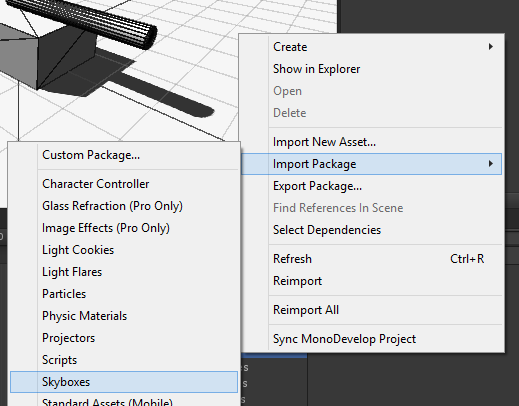 Create
Show in Explorer
Open
Delete
Import New Asset...
Import Package
Export Package...
Find References In Scene
Select Dependencies
Refresh Ctrl+R
Reimport
Reimport All
Sync MonoDevelop Project
Custom Package...
Character Controller
Glass Refraction (Pro Only)
Image Effects (Pro Only)
Light Cookies
Light Flares
Particles
Physic Materials
Projectors
Scripts
Skyboxes
Standard Assets (Mobile)